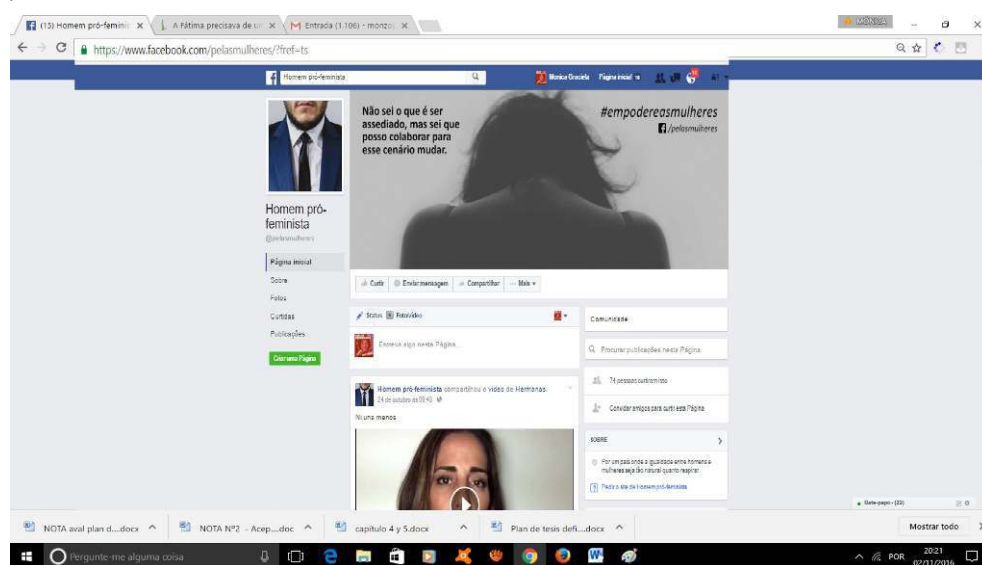 (15) Homem pró-feminis
A Fátima precisava de um
Entrada (1.106) - monzo
MÓNICA
https://www.facebook.com/pelasmulheres/?fref=ts
Homem pró-feminista
Monica Graciela
Página inicial
Não sei o que é ser
assediado, mas sei que
posso colaborar para
esse cenário mudar.
#empodereasmulheres
/pelasmulheres
Homem pró-
feminista
@pelasmulheres
Página inicial
Sobre
Fotos
Curtidas
Publicações
Criar uma Página
Curtir
Enviar mensagem
Compartilhar
Mais
Status
Foto/vídeo
Escreva algo nesta Página...
Homem pró-feminista compartilhou o vídeo de Hermanas.
24 de outubro às
Ni una menos
Comunidade
Procurar publicações nesta Página
74 pessoas curtiram isso
Convidar amigos para curtir esta Página
SOBRE
Por um país onde a igualdade entre homens e
mulheres seja tão natural quanto respirar.
Pedir o site de Homem pró-feminista
Bate-papo (23)
NOTA aval plan d....docx
NOTA Nº2 - Acep....doc
capitulo 4 y 5.docx
Plan de tesis defi....docx
Mostrar todo
Pergunte-me alguma coisa
POR
20:21
02/11/2016